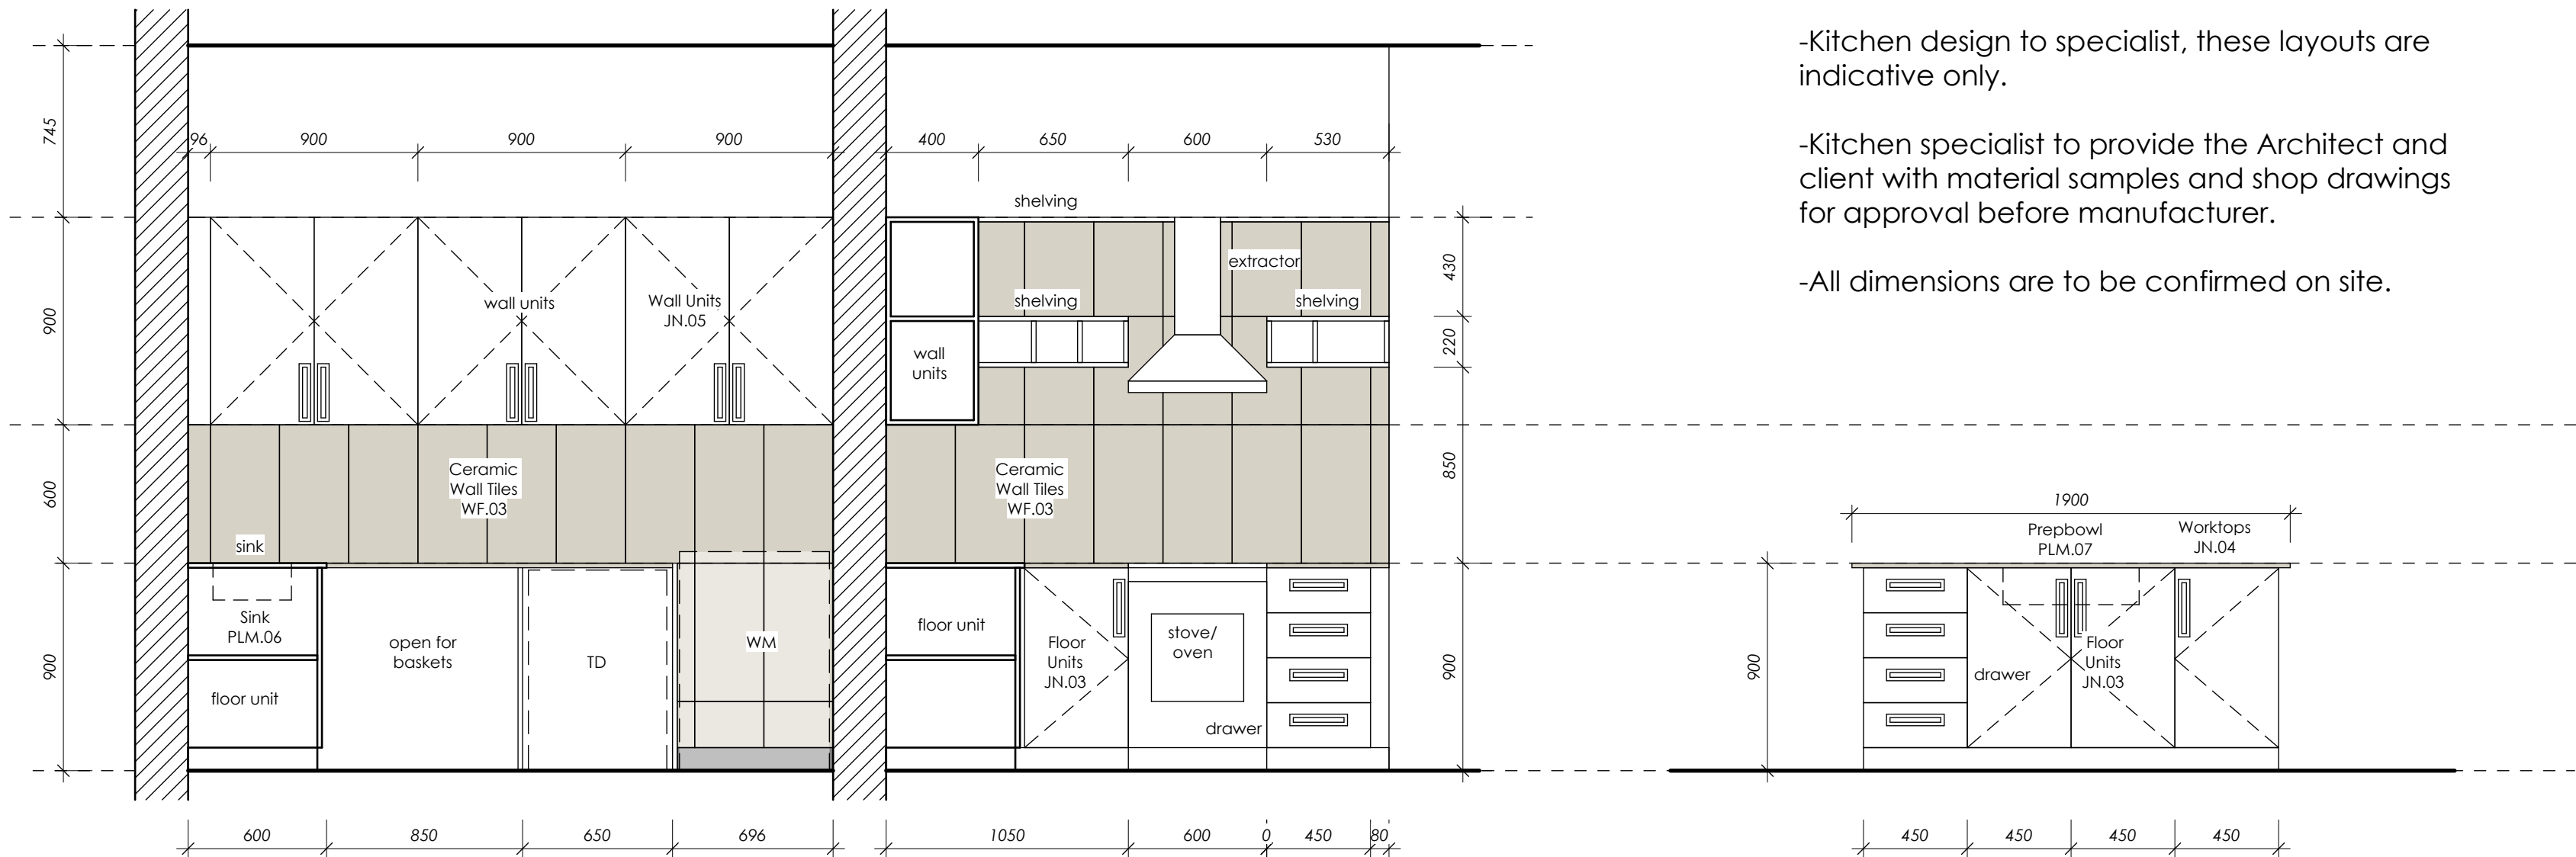 -Kitchen design to specialist, these layouts are
indicative only.
-Kitchen specialist to provide the Architect and
client with material samples and shop drawings
for approval before manufacturer.
-All dimensions are to be confirmed on site.
745
900
600
900
96
900
900
900
wall units
Wall Units
JN.05
Ceramic
Wall Tiles
WF.03
sink
Sink
PLM.06
floor unit
open for
baskets
TD
WM
600
850
650
696
400
650
600
530
shelving
extractor
shelving
shelving
wall
units
Ceramic
Wall Tiles
WF.03
floor unit
Floor
Units
JN.03
stove/
oven
drawer
430
220
850
900
1050
600
0
450
80
1900
Prepbowl
PLM.07
Worktops
JN.04
900
drawer
Floor
Units
JN.03
450
450
450
450